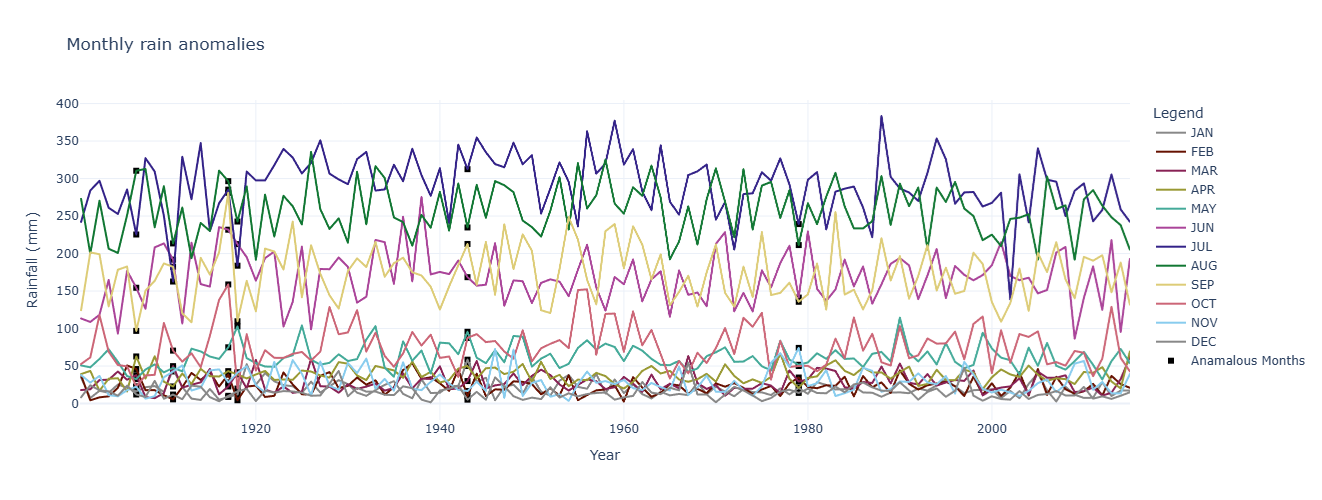 Monthly rain anomalies
400
350
300
250
200
150
100
50
0
Rainfall (mm)
1920
1940
1960
1980
2000
Year
Legend
JAN
FEB
MAR
APR
MAY
JUN
JUL
AUG
SEP
OCT
NOV
DEC
Anamalous Months